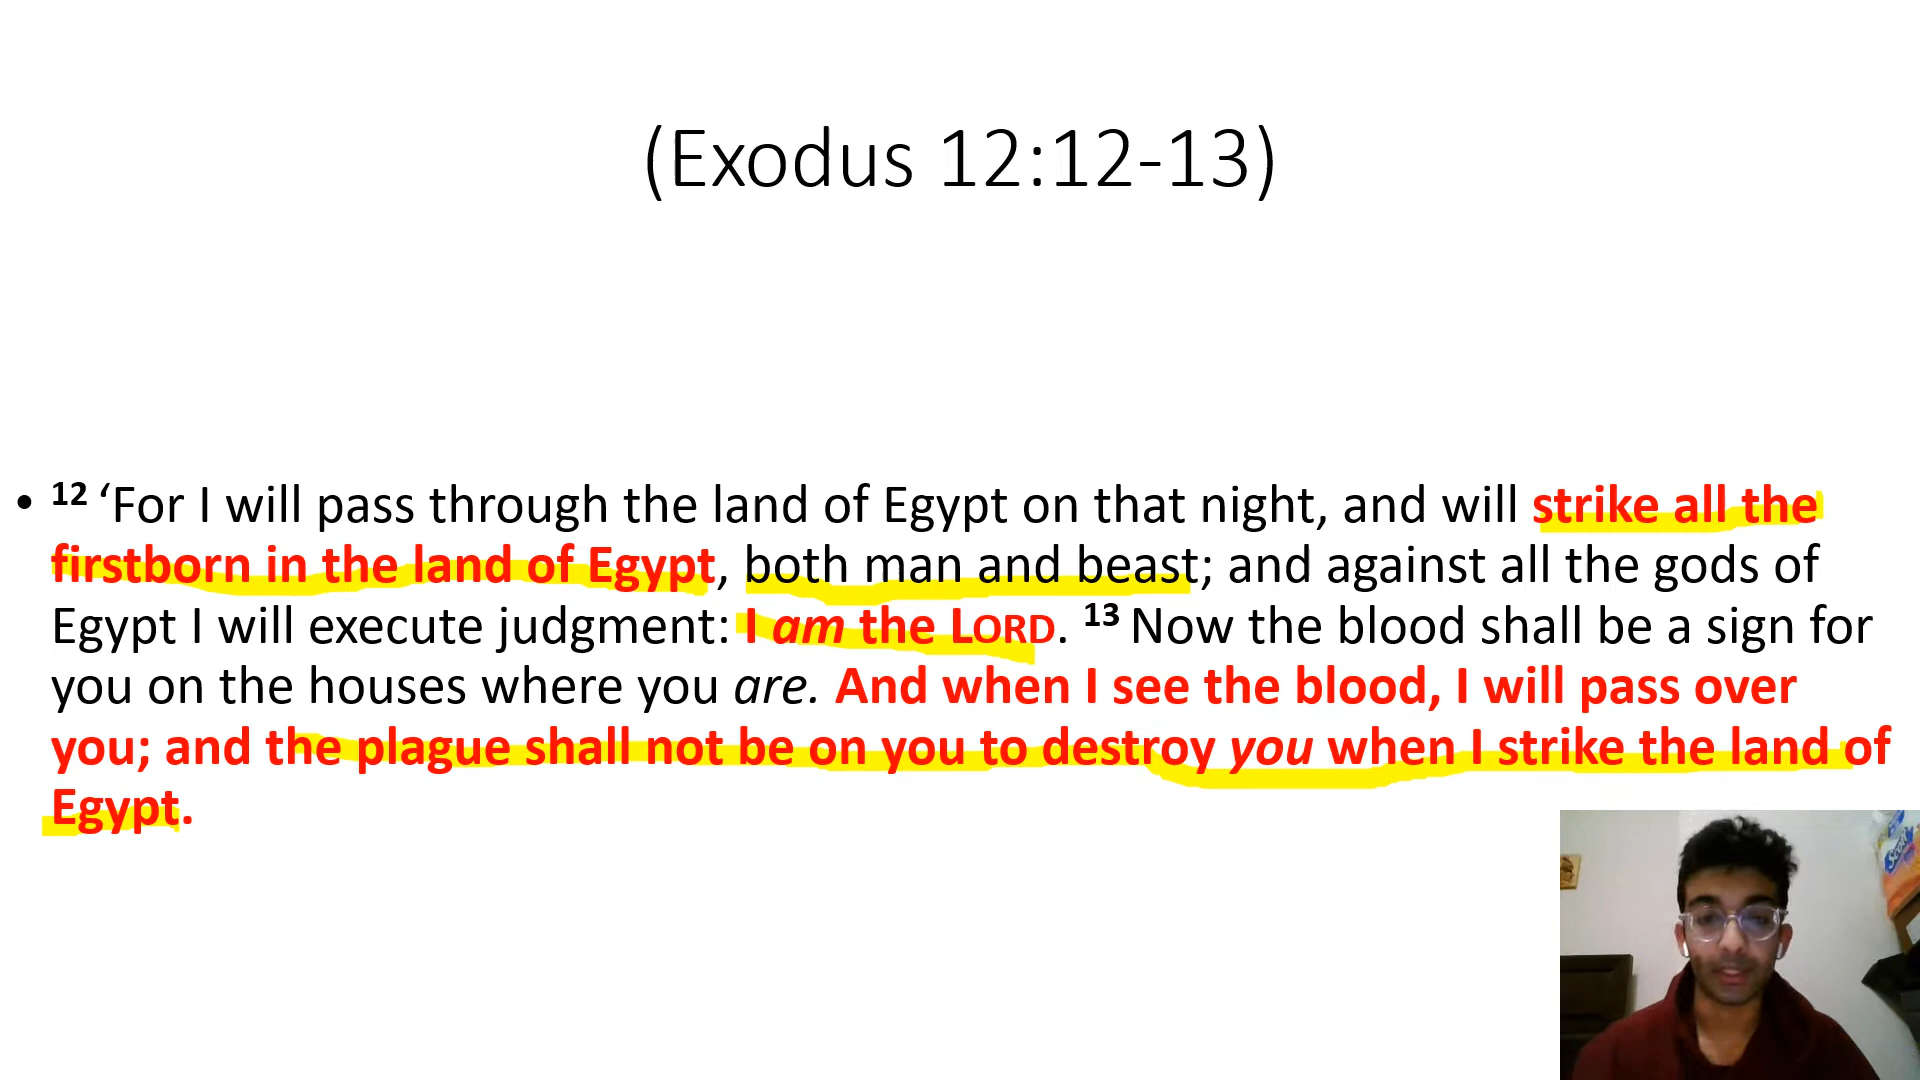 (Exodus 12:12-13)
• 12 ‘For I will pass through the land of Egypt on that night, and will strike all the
firstborn in the land of Egypt, both man and beast; and against all the gods of
Egypt I will execute judgment: I am the LORD. 13 Now the blood shall be a sign for
you on the houses where you are. And when I see the blood, I will pass over
you; and the plague shall not be on you to destroy you when I strike the land of
Egypt.
Scott